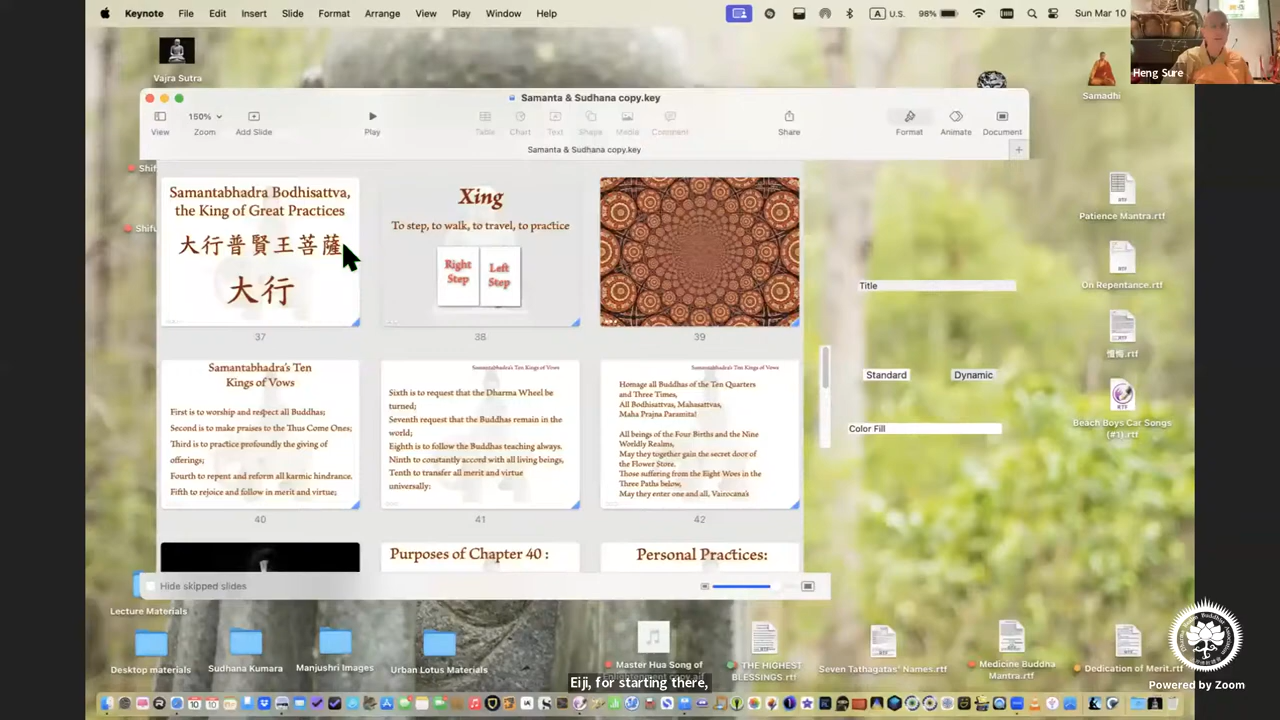 Keynote File Edit Insert Slide Format Arrange View Play Window Help
A U.S. 98% Sun Mar 10
Heng Sure
Vajra Sutra
Samadhi
Samanta & Sudhana copy.key
150%
View Zoom Add Slide Play Table Chart Text Shape Media Comment Share Format Animate Document
Samanta & Sudhana copy.key
Shif
Shifu
Samantabhadra Bodhisattva,
the King of Great Practices
大行普賢王菩薩
大行
37
Xing
To step, to walk, to travel, to practice
Right
Step
Left
Step
38
39
Samantabhadra's Ten
Kings of Vows
First is to worship and respect all Buddhas;
Second is to make praises to the Thus Come Ones;
Third is to practice profoundly the giving of
offerings;
Fourth to repent and reform all karmic hindrance.
Fifth to rejoice and follow in merit and virtue;
40
Samantabhadra's Ten Kings of Vows
Sixth is to request that the Dharma Wheel be
turned;
Seventh request that the Buddhas remain in the
world;
Eighth is to follow the Buddhas teaching always.
Ninth to constantly accord with all living beings,
Tenth to transfer all merit and virtue
universally:
41
Samantabhadra's Ten Kings of Vows
Homage all Buddhas of the Ten Quarters
and Three Times,
All Bodhisattvas, Mahasattvas,
Maha Prajna Paramita!
All beings of the Four Births and the Nine
Worldly Realms,
May they together gain the secret door of
the Flower Store.
Those suffering from the Eight Woes in the
Three Paths below,
May they enter one and all, Vairocana's
42
Purposes of Chapter 40 :
Personal Practices:
Hide skipped slides
Title
Standard Dynamic
Color Fill
Patience Mantra.rtf
On Repentance.rtf
Beach Boys Car Songs
(#1).rtf
Lecture Materials
Desktop materials
Sudhana Kumara
Manjushri Images
Urban Lotus Materials
Master Hua Song of
THE HIGHEST
BLESSINGS .rtf
Seven Tathagatas' Names.rtf
Medicine Buddha
Mantra.rtf
Dedication of Merit.rtf
Eiji, for starting there,
Powered by Zoom